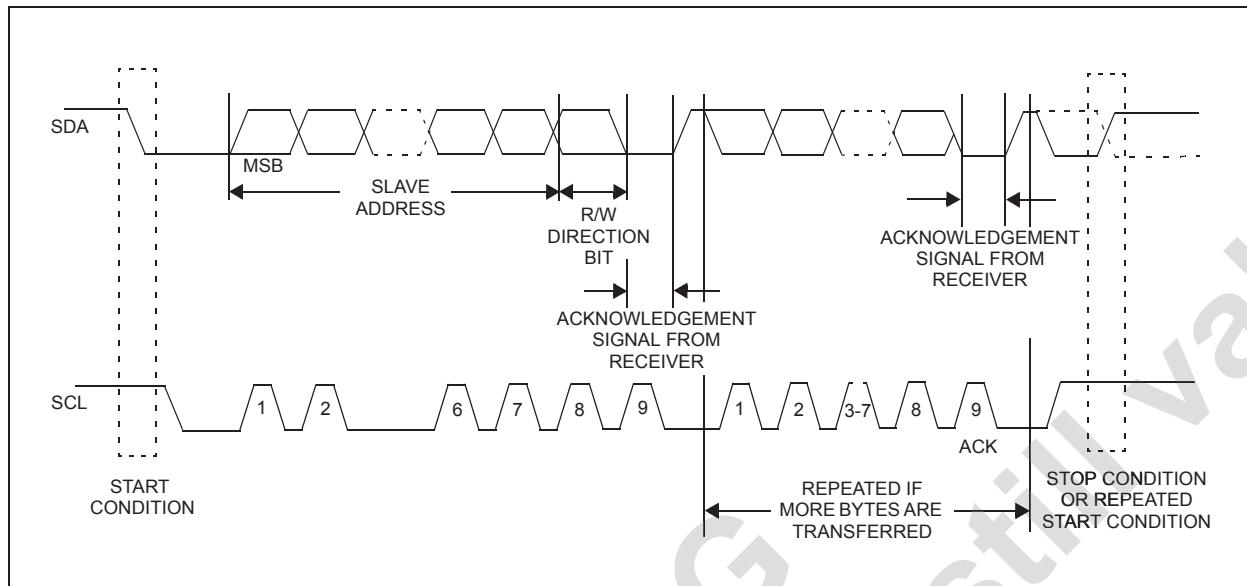 SDA
MSB
SLAVE
ADDRESS
R/W
DIRECTION
BIT
ACKNOWLEDGEMENT
SIGNAL FROM
RECEIVER
ACKNOWLEDGEMENT
SIGNAL FROM
RECEIVER
SCL
1 2 6 7 8 9 1 2 3-7 8 9
ACK
START
CONDITION
REPEATED IF
MORE BYTES ARE
TRANSFERRED
STOP CONDITION
OR REPEATED
START CONDITION
G
still va